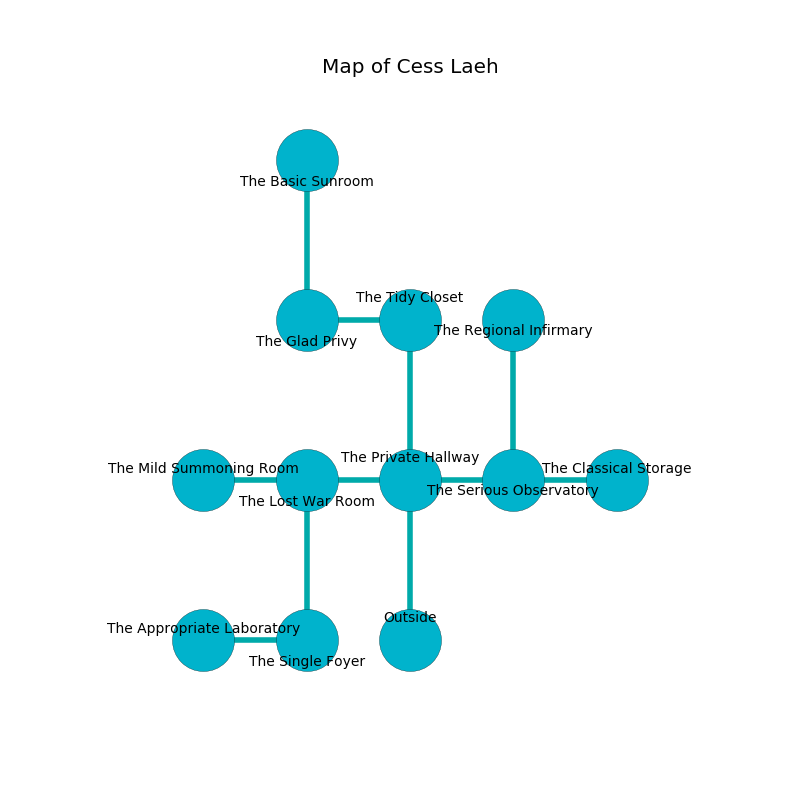 Map of Cess Laeh
The Basic Sunroom
The Tidy Closet
The Regional Infirmary
The Glad Privy
The Private Hallway
The Mild Summoning Room
The Classical Storage
The Serious Observatory
The Lost War Room
Outside
The Appropriate Laboratory
The Single Foyer